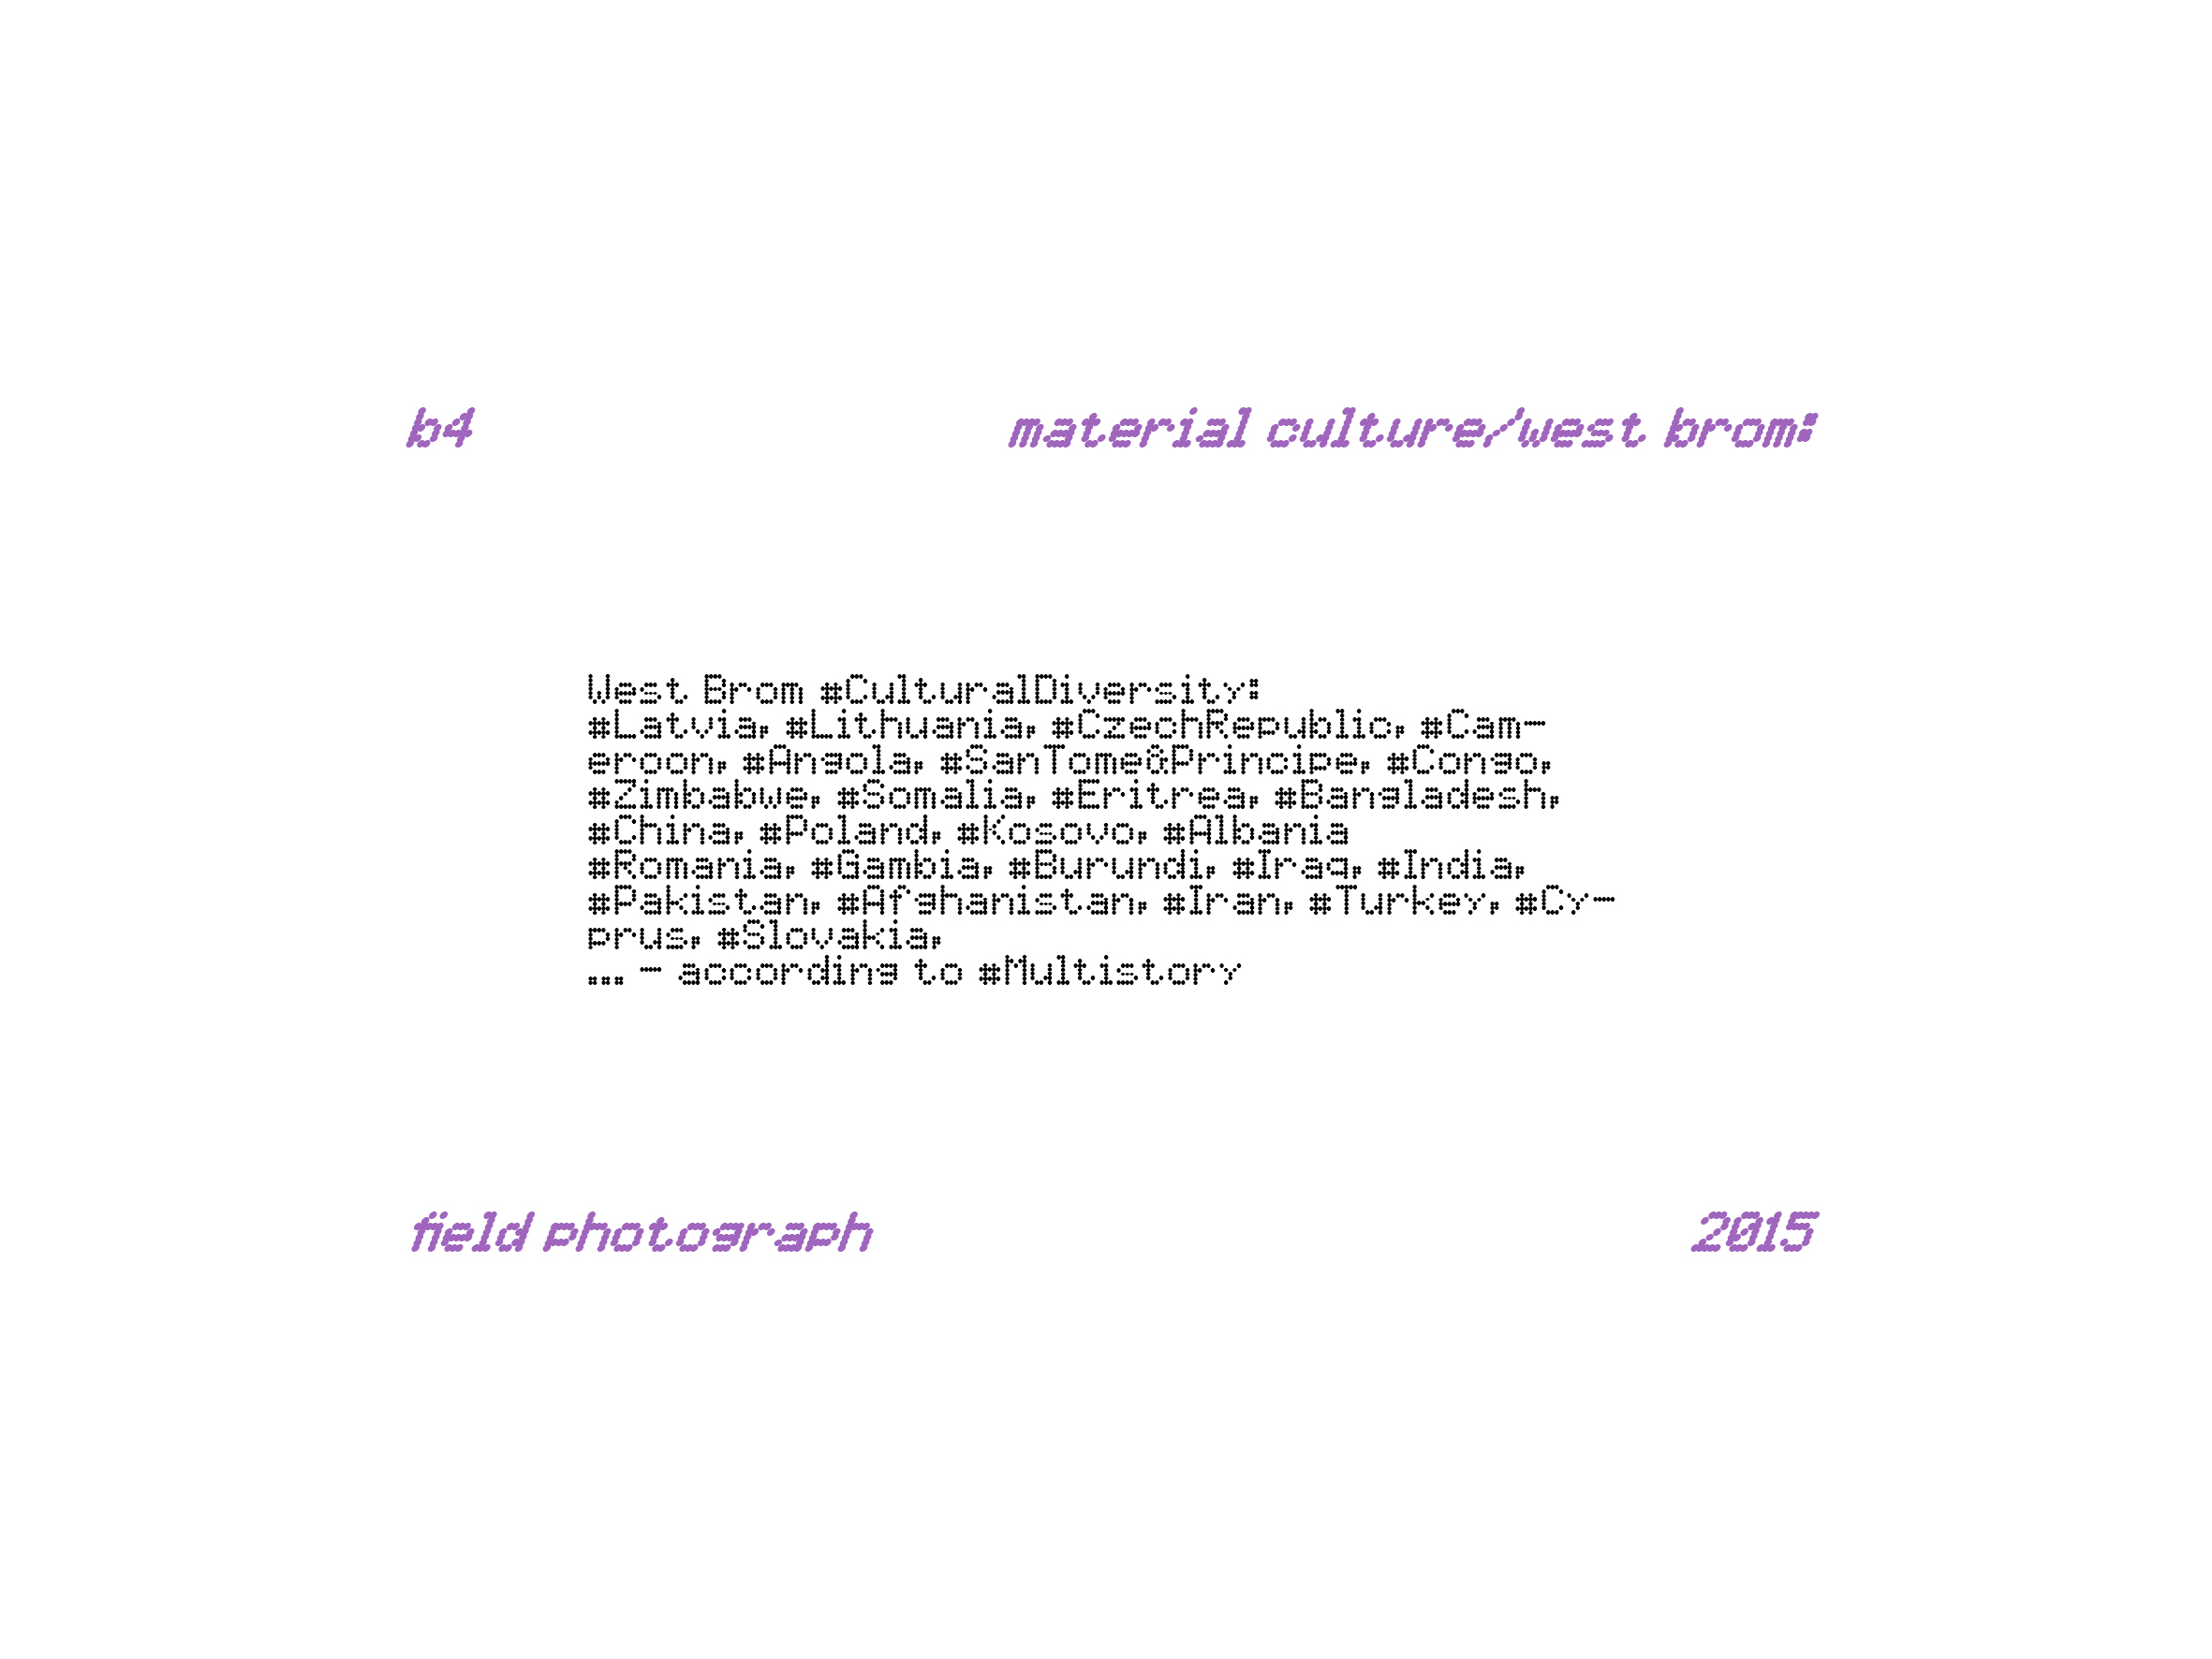 b4
material culture/west brom:
West Brom #CulturalDiversity:
#Latvia, #Lithuania, #CzechRepublic, #Cam-
eroon, #Angola, #SanTome&Principe, #Congo,
#Zimbabwe, #Somalia, #Eritrea, #Bangladesh,
#China, #Poland, #Kosovo, #Albania
#Romania, #Gambia, #Burundi, #Iraq, #India,
#Pakistan, #Afghanistan, #Iran, #Turkey, #Cy-
prus, #Slovakia,
... - according to #Multistory
field photograph
2015